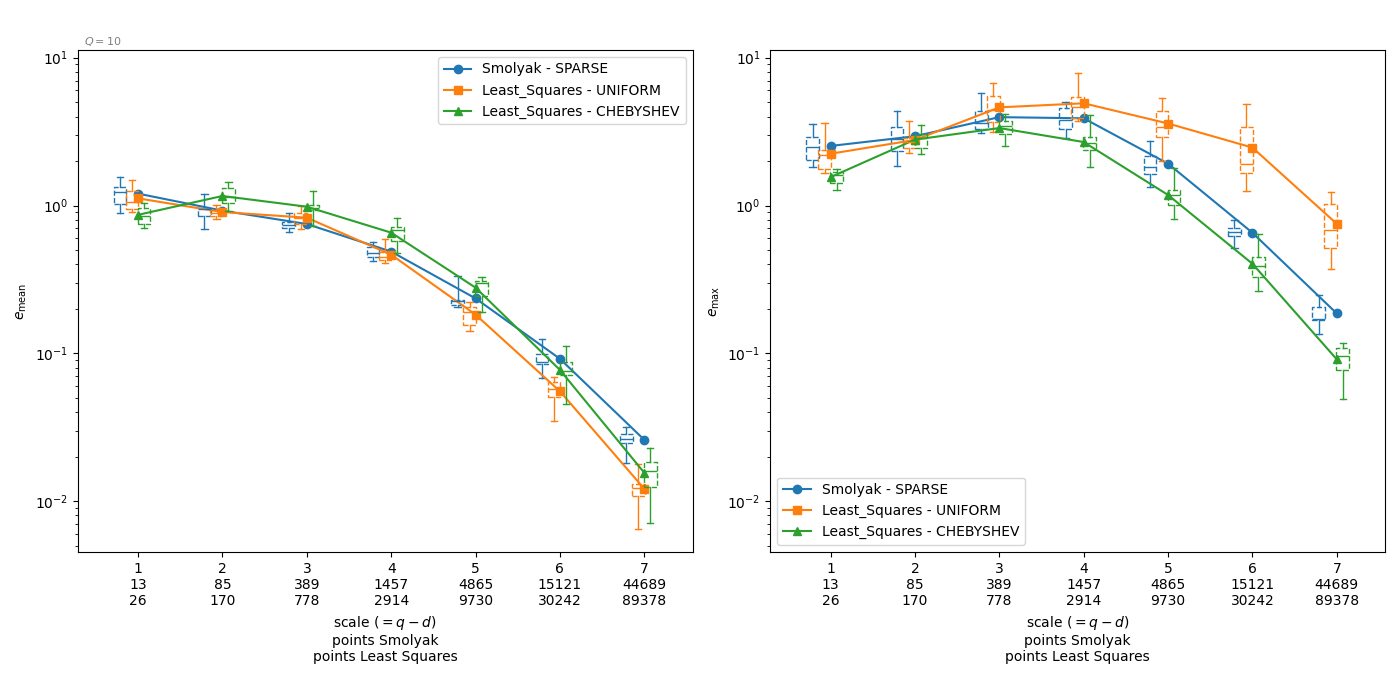 Q = 10
10¹
10⁰
10⁻¹
10⁻²
e_mean
Smolyak - SPARSE
Least_Squares - UNIFORM
Least_Squares - CHEBYSHEV
1 2 3 4 5 6 7
13 85 389 1457 4865 15121 44689
26 170 778 2914 9730 30242 89378
scale (= q − d)
points Smolyak
points Least Squares
10¹
10⁰
10⁻¹
10⁻²
e_max
Smolyak - SPARSE
Least_Squares - UNIFORM
Least_Squares - CHEBYSHEV
1 2 3 4 5 6 7
13 85 389 1457 4865 15121 44689
26 170 778 2914 9730 30242 89378
scale (= q − d)
points Smolyak
points Least Squares